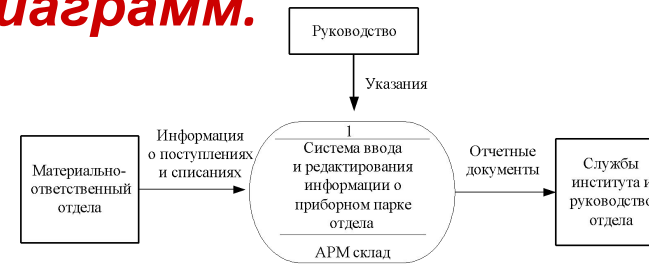 иаграмм.
Руководство
Указания
Информация
о поступлениях
и списаниях
Материально-
ответственный
отдела
1
Система ввода
и редактирования
информации о
приборном парке
отдела
АРМ склад
Отчетные
документы
Службы
института и
руководство
отдела